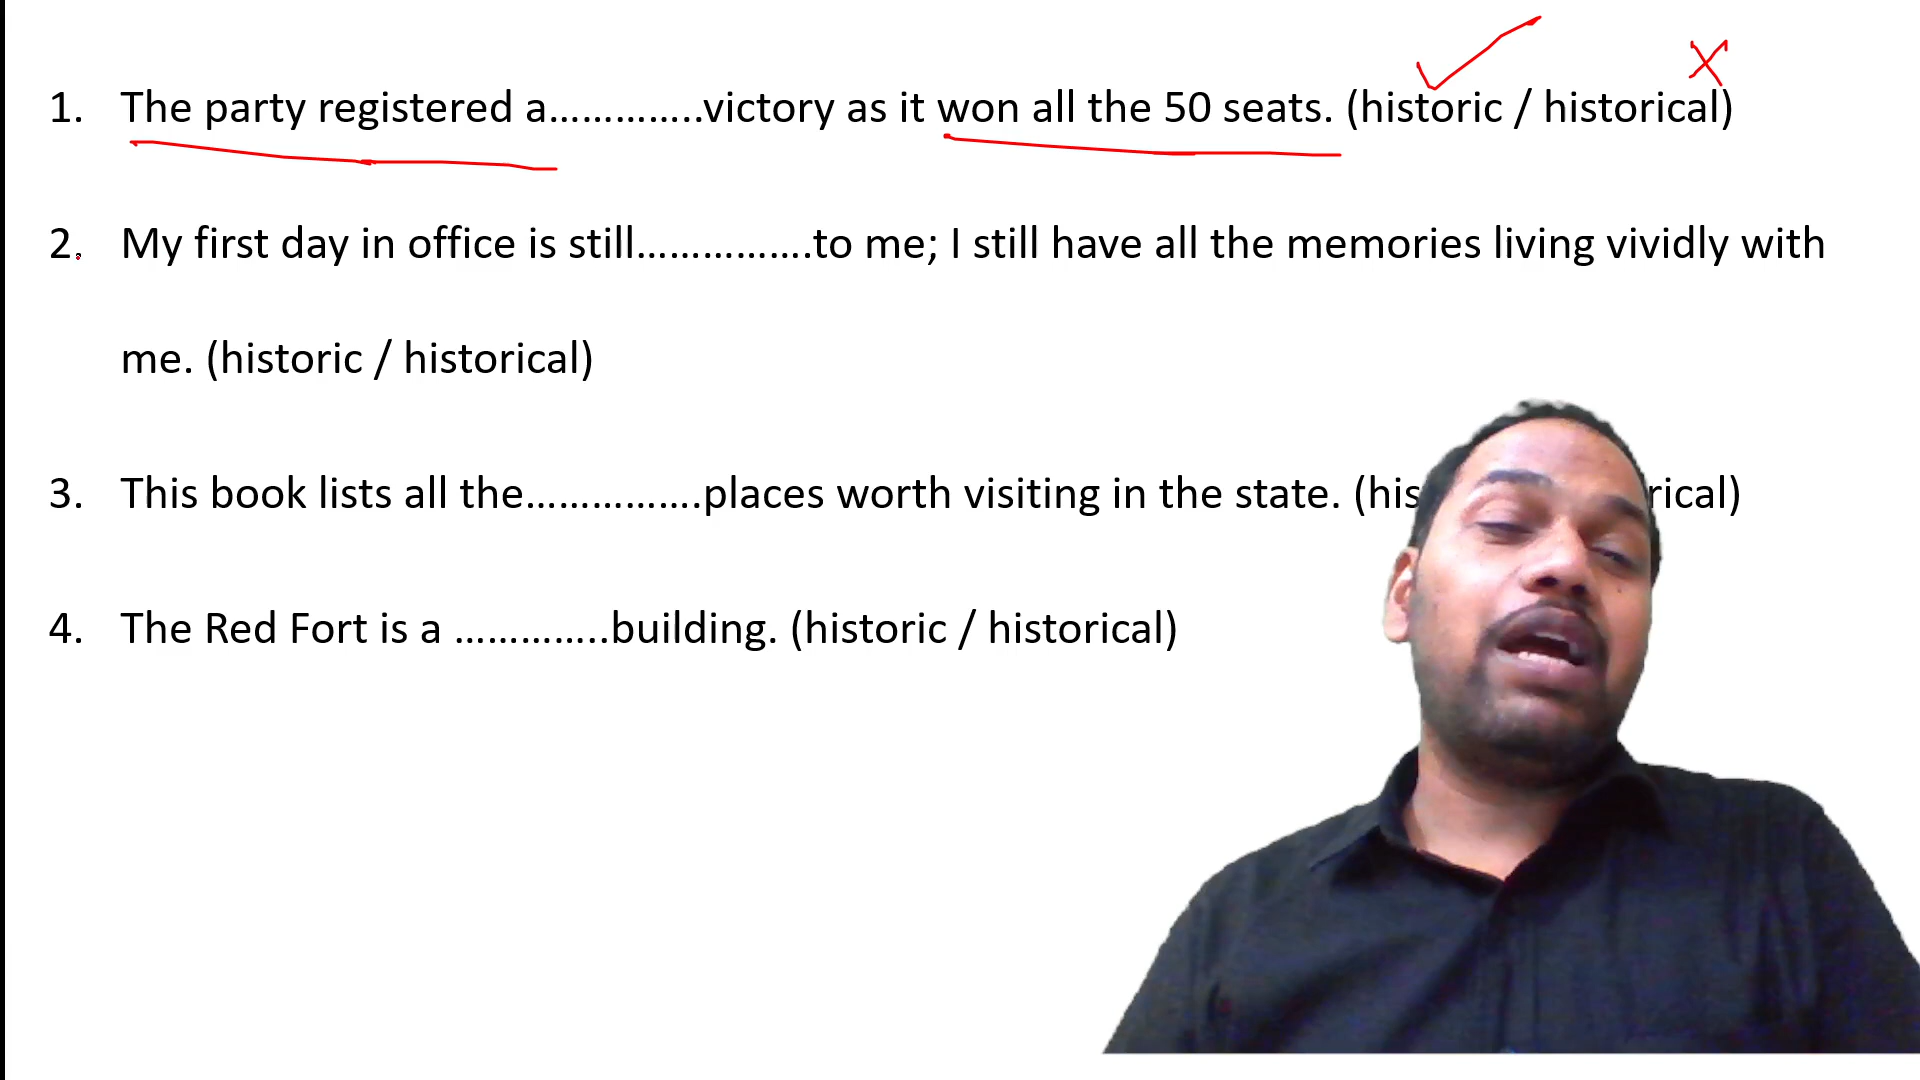 1. The party registered a…………..victory as it won all the 50 seats. (historic / historical)
2. My first day in office is still…………….to me; I still have all the memories living vividly with
me. (historic / historical)
3. This book lists all the…………….places worth visiting in the state. (his rical)
4. The Red Fort is a …………..building. (historic / historical)